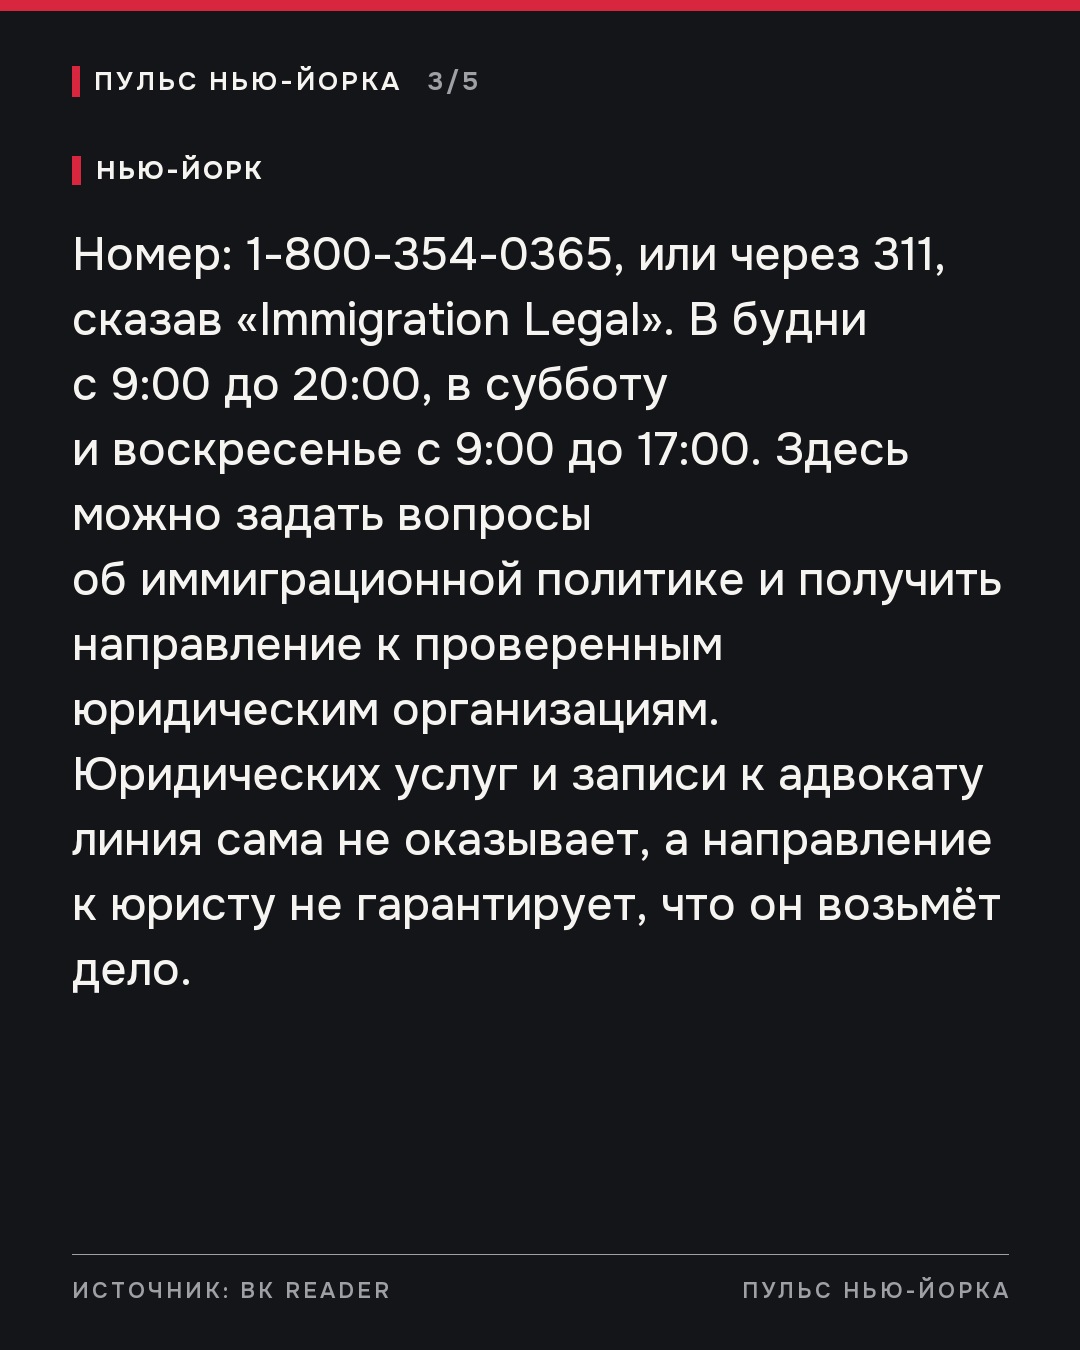 ПУЛЬС НЬЮ-ЙОРКА 3/5
НЬЮ-ЙОРК
Номер: 1-800-354-0365, или через 311,
сказав «Immigration Legal». В будни
с 9:00 до 20:00, в субботу
и воскресенье с 9:00 до 17:00. Здесь
можно задать вопросы
об иммиграционной политике и получить
направление к проверенным
юридическим организациям.
Юридических услуг и записи к адвокату
линия сама не оказывает, а направление
к юристу не гарантирует, что он возьмёт
дело.
ИСТОЧНИК: BK READER
ПУЛЬС НЬЮ-ЙОРКА